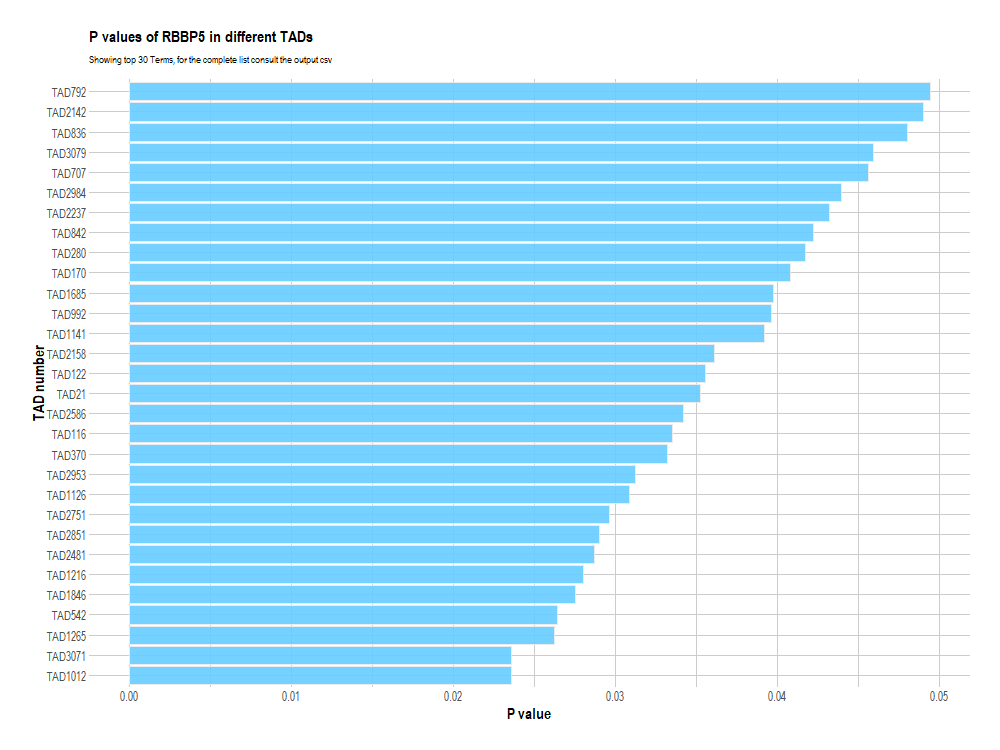 P values of RBBP5 in different TADs
Showing top 30 Terms, for the complete list consult the output csv
TAD792
TAD2142
TAD836
TAD3079
TAD707
TAD2984
TAD2237
TAD842
TAD280
TAD170
TAD1685
TAD992
TAD1141
TAD2158
TAD122
TAD21
TAD2586
TAD116
TAD370
TAD2953
TAD1126
TAD2751
TAD2851
TAD2481
TAD1216
TAD1846
TAD542
TAD1265
TAD3071
TAD1012
TAD number
0.00 0.01 0.02 0.03 0.04 0.05
P value